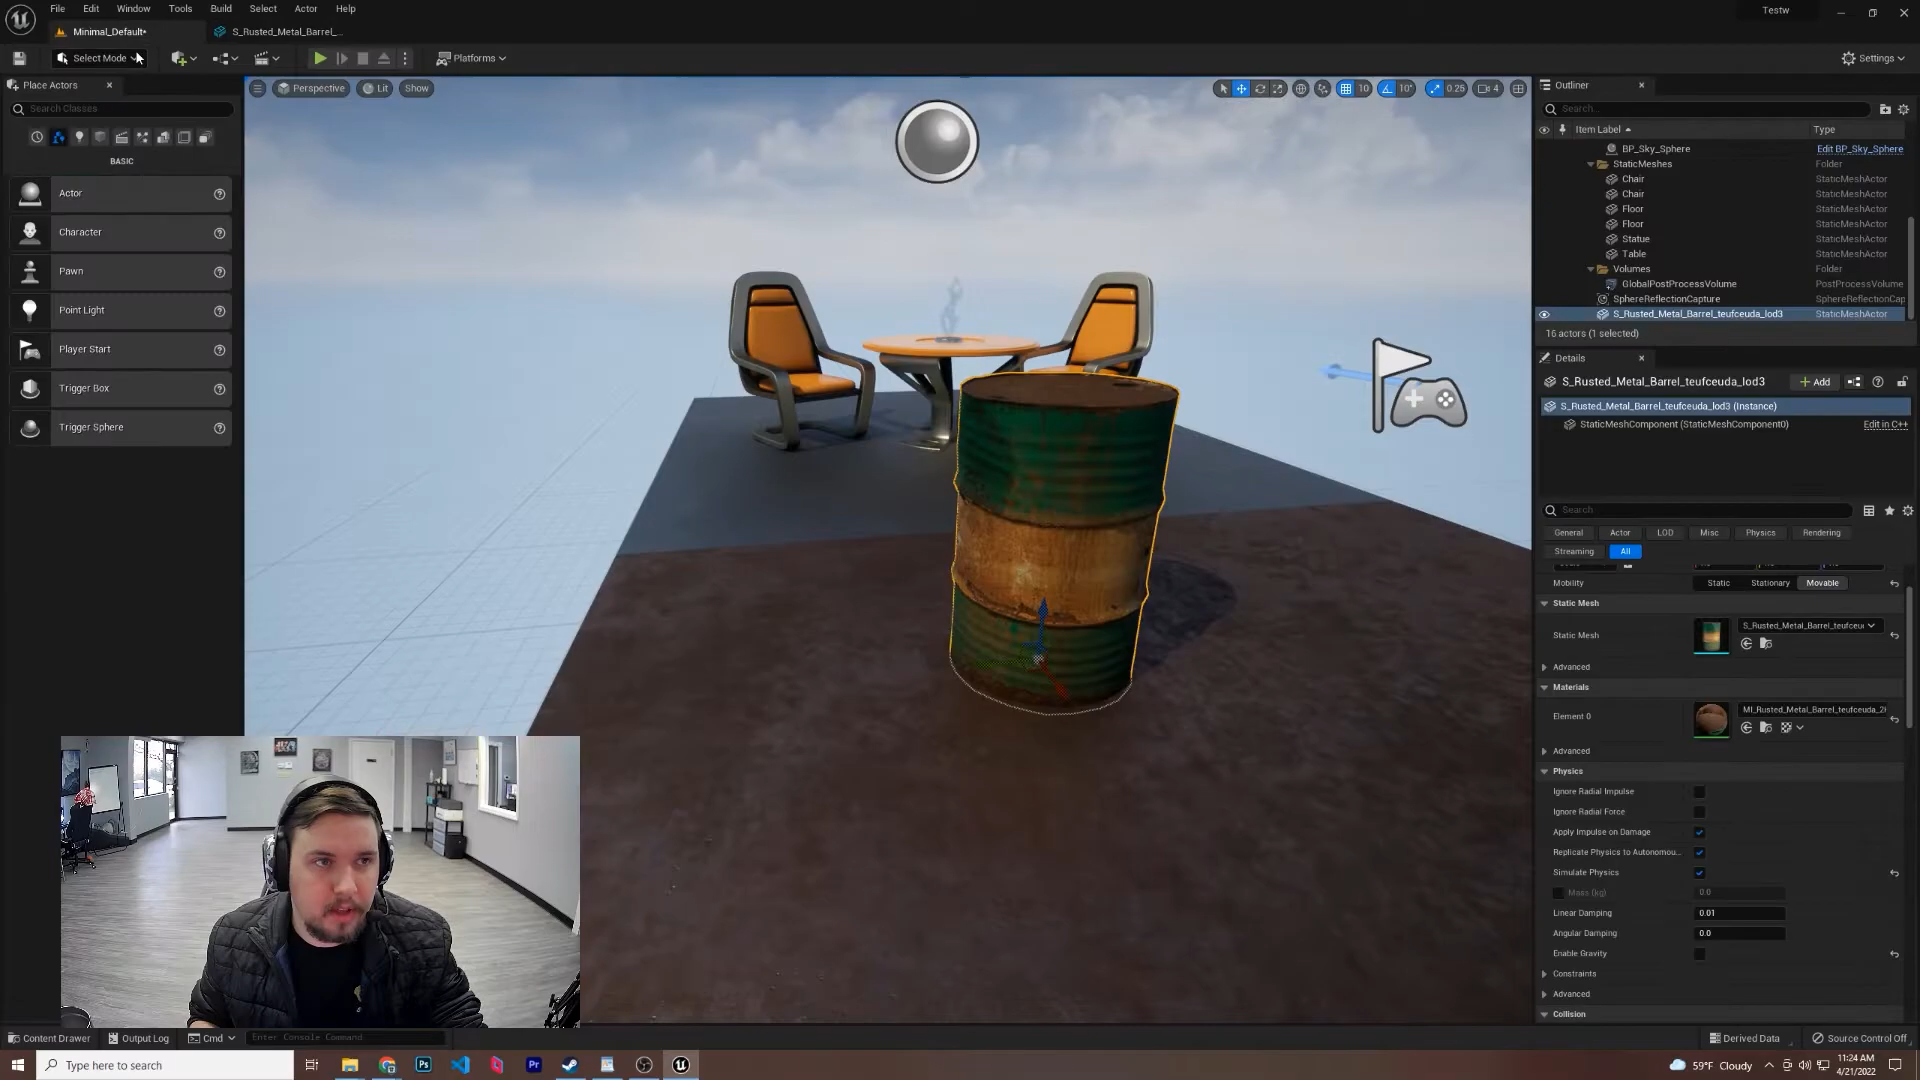 File Edit Window Tools Build Select Actor Help
Testw
Minimal_Default*
S_Rusted_Metal_Barrel_...
Select Mode
Platforms
Settings
Place Actors
Search Classes
BASIC
Actor
Character
Pawn
Point Light
Player Start
Trigger Box
Trigger Sphere
Perspective Lit Show
10 10° 0.25 4
Outliner
Search...
Item Label Type
BP_Sky_Sphere Edit BP_Sky_Sphere
StaticMeshes Folder
Chair StaticMeshActor
Chair StaticMeshActor
Floor StaticMeshActor
Floor StaticMeshActor
Statue StaticMeshActor
Table StaticMeshActor
Volumes Folder
GlobalPostProcessVolume PostProcessVolume
SphereReflectionCapture SphereReflectionCap
S_Rusted_Metal_Barrel_teufceuda_lod3 StaticMeshActor
16 actors (1 selected)
Details
S_Rusted_Metal_Barrel_teufceuda_lod3 + Add
S_Rusted_Metal_Barrel_teufceuda_lod3 (Instance)
StaticMeshComponent (StaticMeshComponent0) Edit in C++
Search
General Actor LOD Misc Physics Rendering
Streaming All
Mobility Static Stationary Movable
Static Mesh
Static Mesh S_Rusted_Metal_Barrel_teufceu
Advanced
Materials
Element 0 MI_Rusted_Metal_Barrel_teufceuda_2
Advanced
Physics
Ignore Radial Impulse
Ignore Radial Force
Apply Impulse on Damage
Replicate Physics to Autonomou...
Simulate Physics
Mass (kg) 0.0
Linear Damping 0.01
Angular Damping 0.0
Enable Gravity
Constraints
Advanced
Collision
Content Drawer Output Log Cmd Enter Console Command
Derived Data Source Control Off
Type here to search
Ps Pr
59°F Cloudy
11:24 AM
4/21/2022